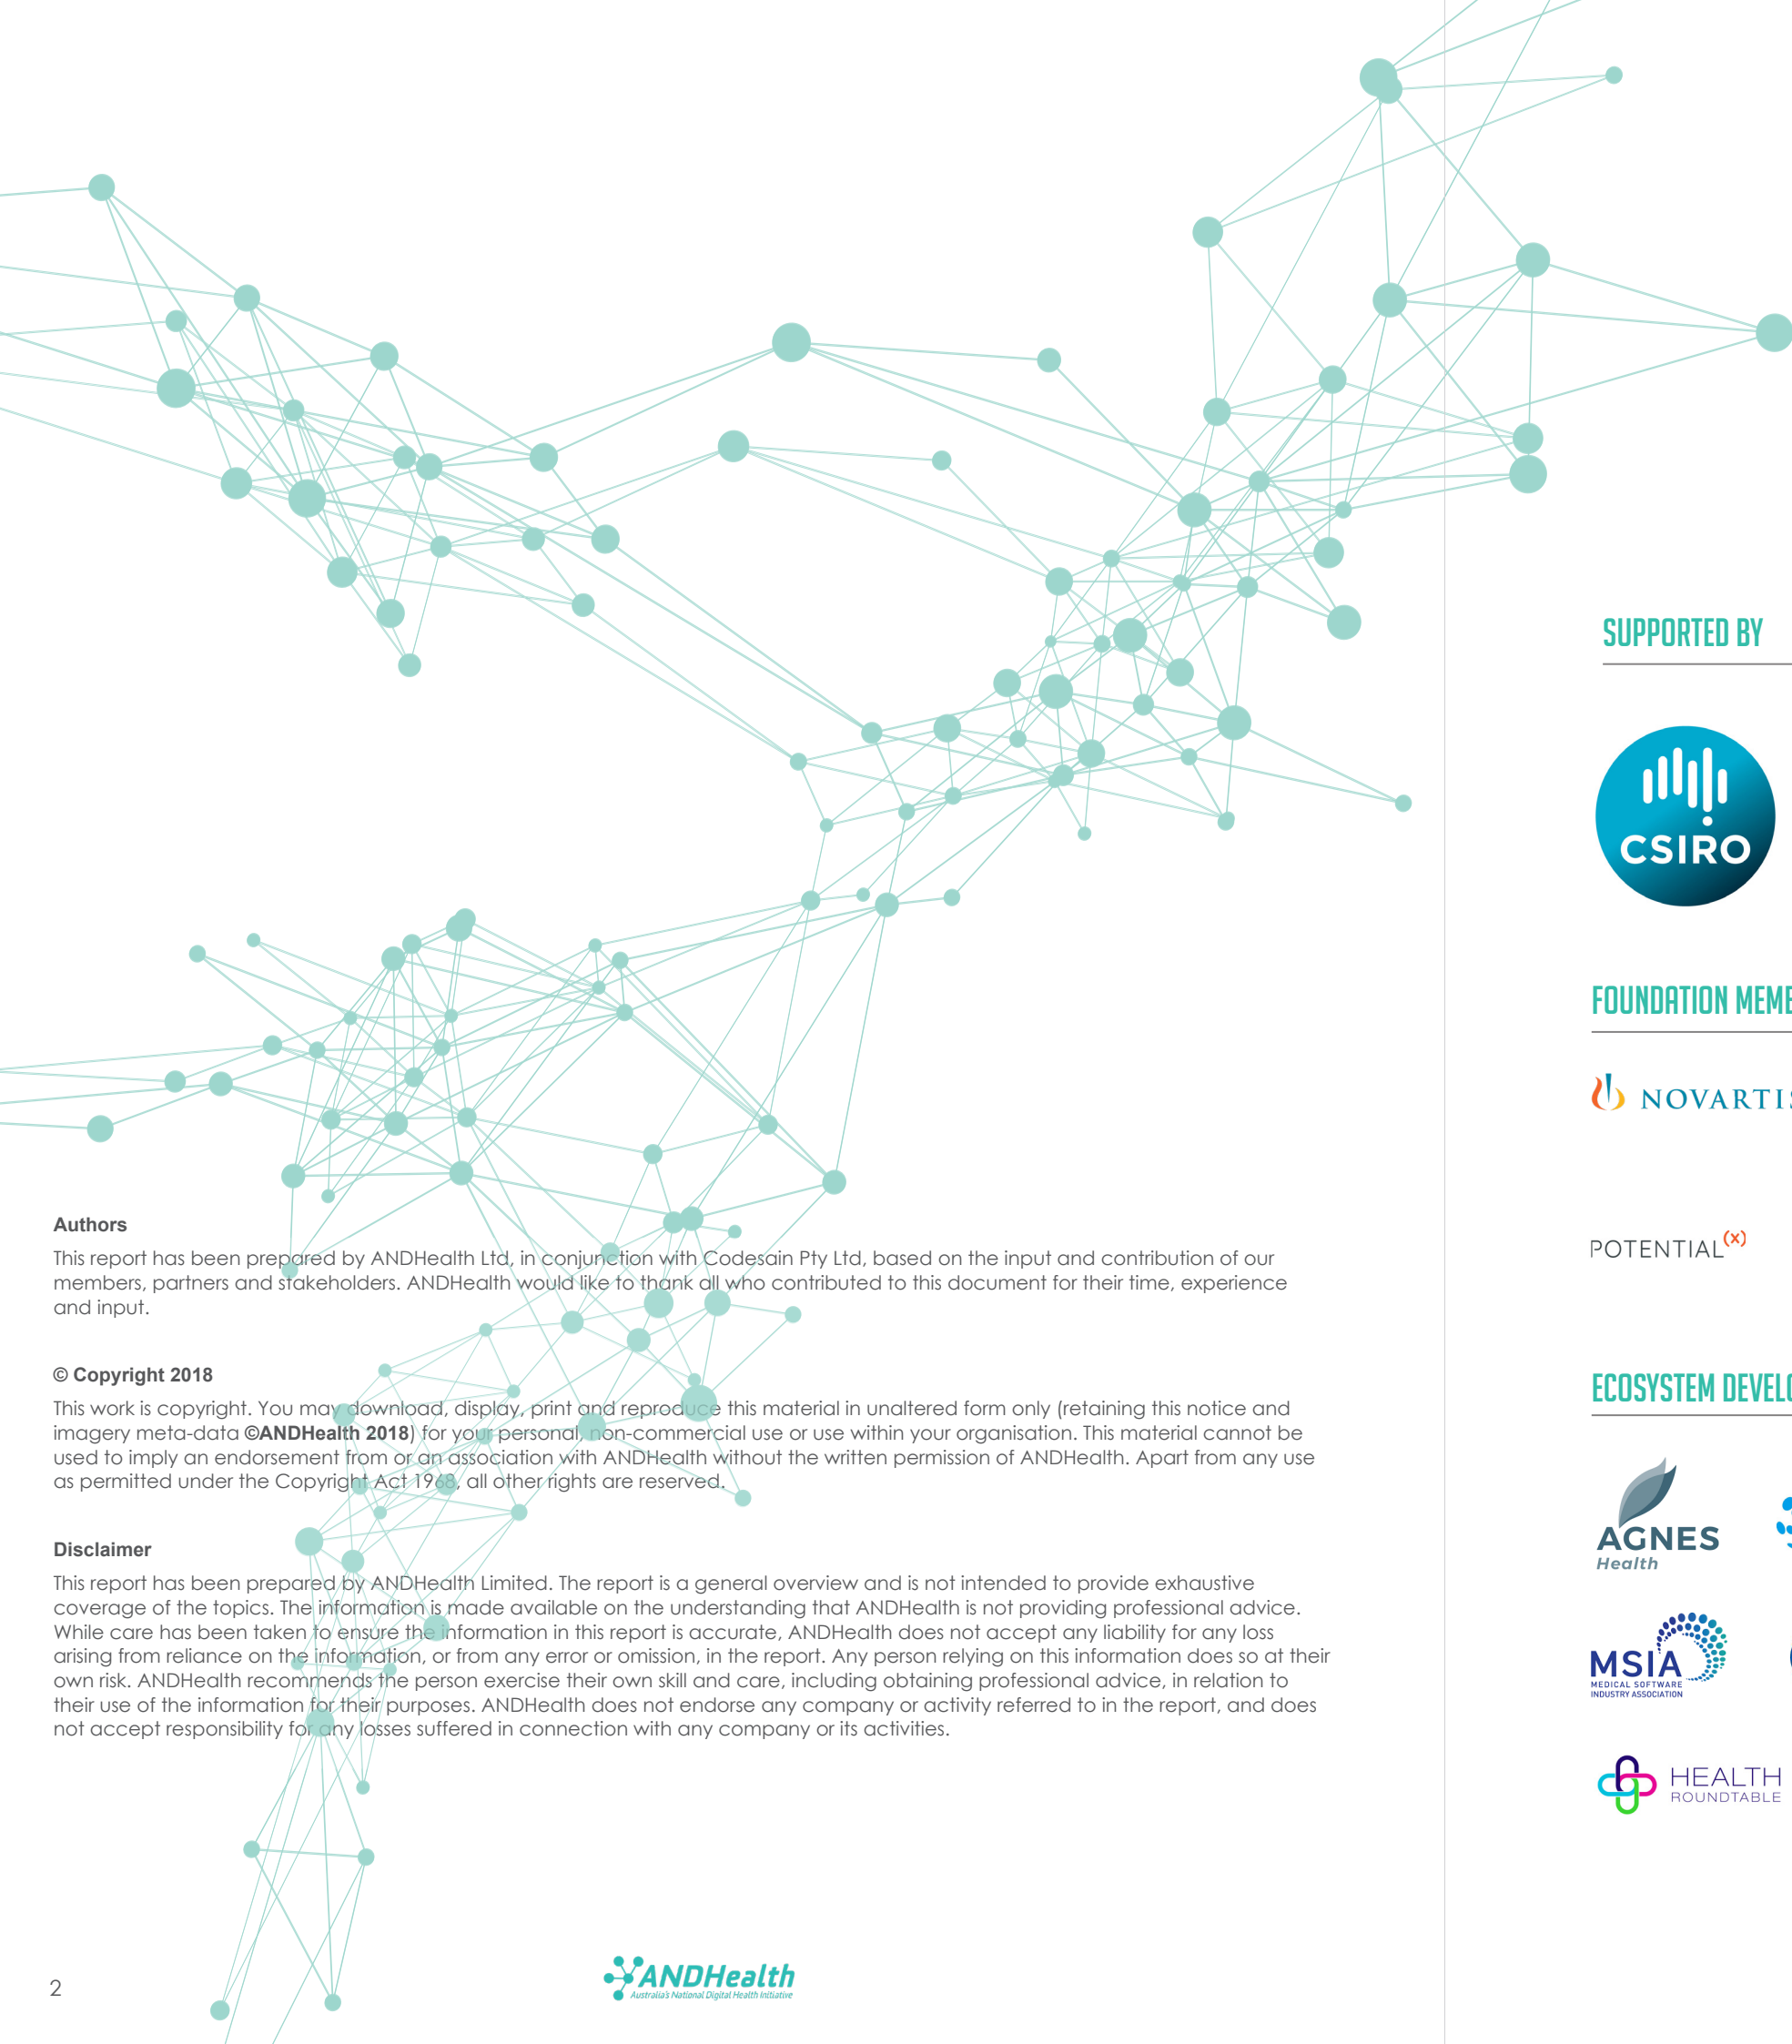 Authors
This report has been prepared by ANDHealth Ltd, in conjunction with Codesain Pty Ltd, based on the input and contribution of our
members, partners and stakeholders. ANDHealth would like to thank all who contributed to this document for their time, experience
and input.
© Copyright 2018
This work is copyright. You may download, display, print and reproduce this material in unaltered form only (retaining this notice and
imagery meta-data ©ANDHealth 2018) for your personal, non-commercial use or use within your organisation. This material cannot be
used to imply an endorsement from or an association with ANDHealth without the written permission of ANDHealth. Apart from any use
as permitted under the Copyright Act 1968, all other rights are reserved.
Disclaimer
This report has been prepared by ANDHealth Limited. The report is a general overview and is not intended to provide exhaustive
coverage of the topics. The information is made available on the understanding that ANDHealth is not providing professional advice.
While care has been taken to ensure the information in this report is accurate, ANDHealth does not accept any liability for any loss
arising from reliance on the information, or from any error or omission, in the report. Any person relying on this information does so at their
own risk. ANDHealth recommends the person exercise their own skill and care, including obtaining professional advice, in relation to
their use of the information for their purposes. ANDHealth does not endorse any company or activity referred to in the report, and does
not accept responsibility for any losses suffered in connection with any company or its activities.
2
ANDHealth
Australia's National Digital Health Initiative
SUPPORTED BY
CSIRO
FOUNDATION
NOVARTIS
POTENTIAL(x)
ECOSYSTEM
AGNES
Health
MSIA
MEDICAL SOFTWARE
INDUSTRY ASSOCIATION
HEALTH
ROUNDTABLE